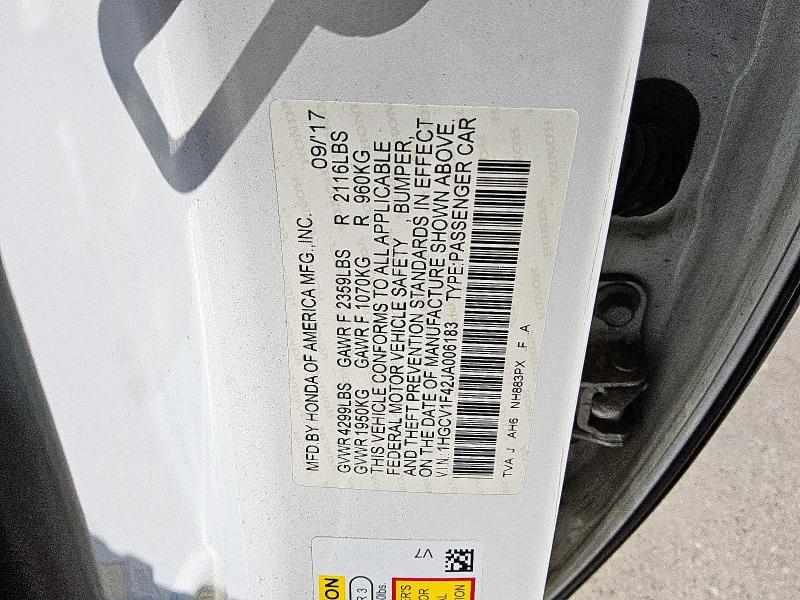 MFD.BY HONDA OF AMERICA MFG.,INC. 09/'17
GVWR 4299LBS GAWR F 2359LBS R 2116LBS
GVWR 1950KG GAWR F 1070KG R 960KG
THIS VEHICLE CONFORMS TO ALL APPLICABLE
FEDERAL MOTOR VEHICLE SAFETY , BUMPER,
AND THEFT PREVENTION STANDARDS IN EFFECT
ON THE DATE OF MANUFACTURE SHOWN ABOVE.
V.I.N.:1HGCV1F42JA006183 TYPE:PASSENGER CAR
TVA J AH6 NH883PX F A
V7